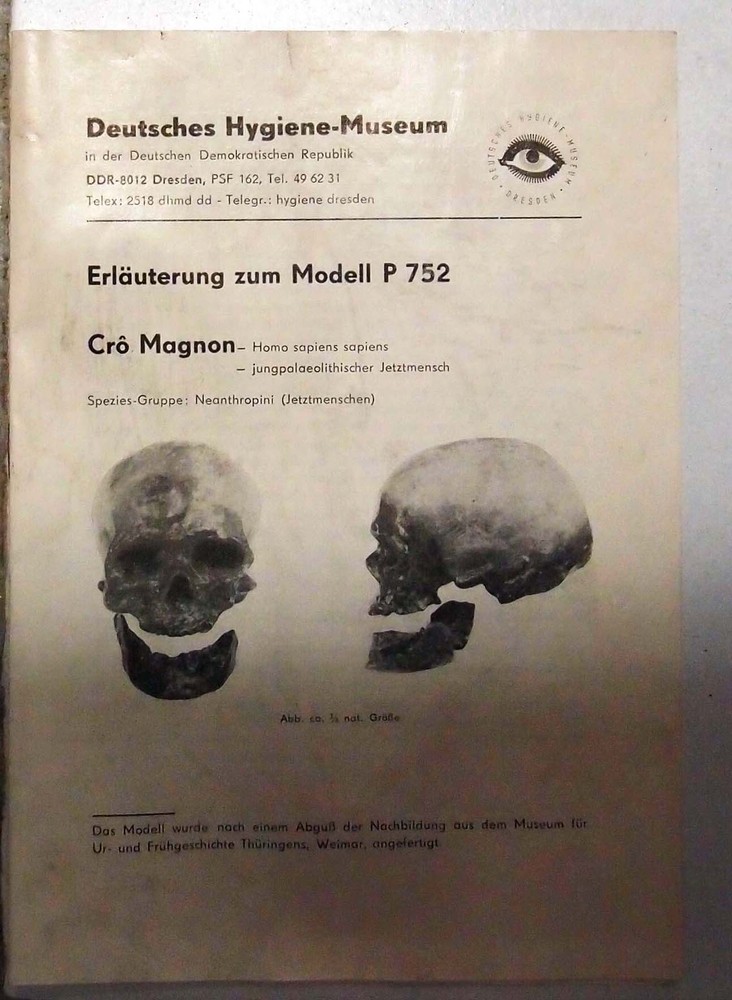 Deutsches Hygiene-Museum
in der Deutschen Demokratischen Republik
DDR-8012 Dresden, PSF 162, Tel. 49 62 31
Telex: 2518 dhmd dd - Telegr.: hygiene dresden
DEUTSCHES HYGIENE-MUSEUM · DRESDEN ·
Erläuterung zum Modell P 752
Crô Magnon – Homo sapiens sapiens
– jungpalaeolithischer Jetztmensch
Spezies-Gruppe: Neanthropini (Jetztmenschen)
Abb. ca. nat. Größe
Das Modell wurde nach einem Abguß der Nachbildung aus dem Museum für
Ur- und Frühgeschichte Thüringens, Weimar, angefertigt.